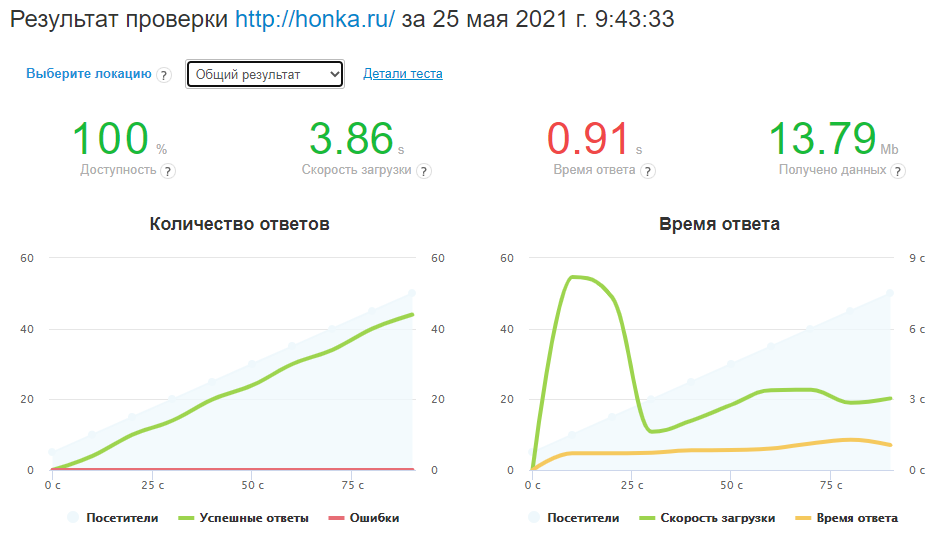 Результат проверки http://honka.ru/ за 25 мая 2021 г. 9:43:33
Выберите локацию ? Общий результат Детали теста
100 % 3.86 s 0.91 s 13.79 Mb
Доступность ? Скорость загрузки ? Время ответа ? Получено данных ?
Количество ответов
60 60
40 40
20 20
0 0
0 с 25 с 50 с 75 с
Посетители Успешные ответы Ошибки
Время ответа
60 9 с
40 6 с
20 3 с
0 0 с
0 с 25 с 50 с 75 с
Посетители Скорость загрузки Время ответа